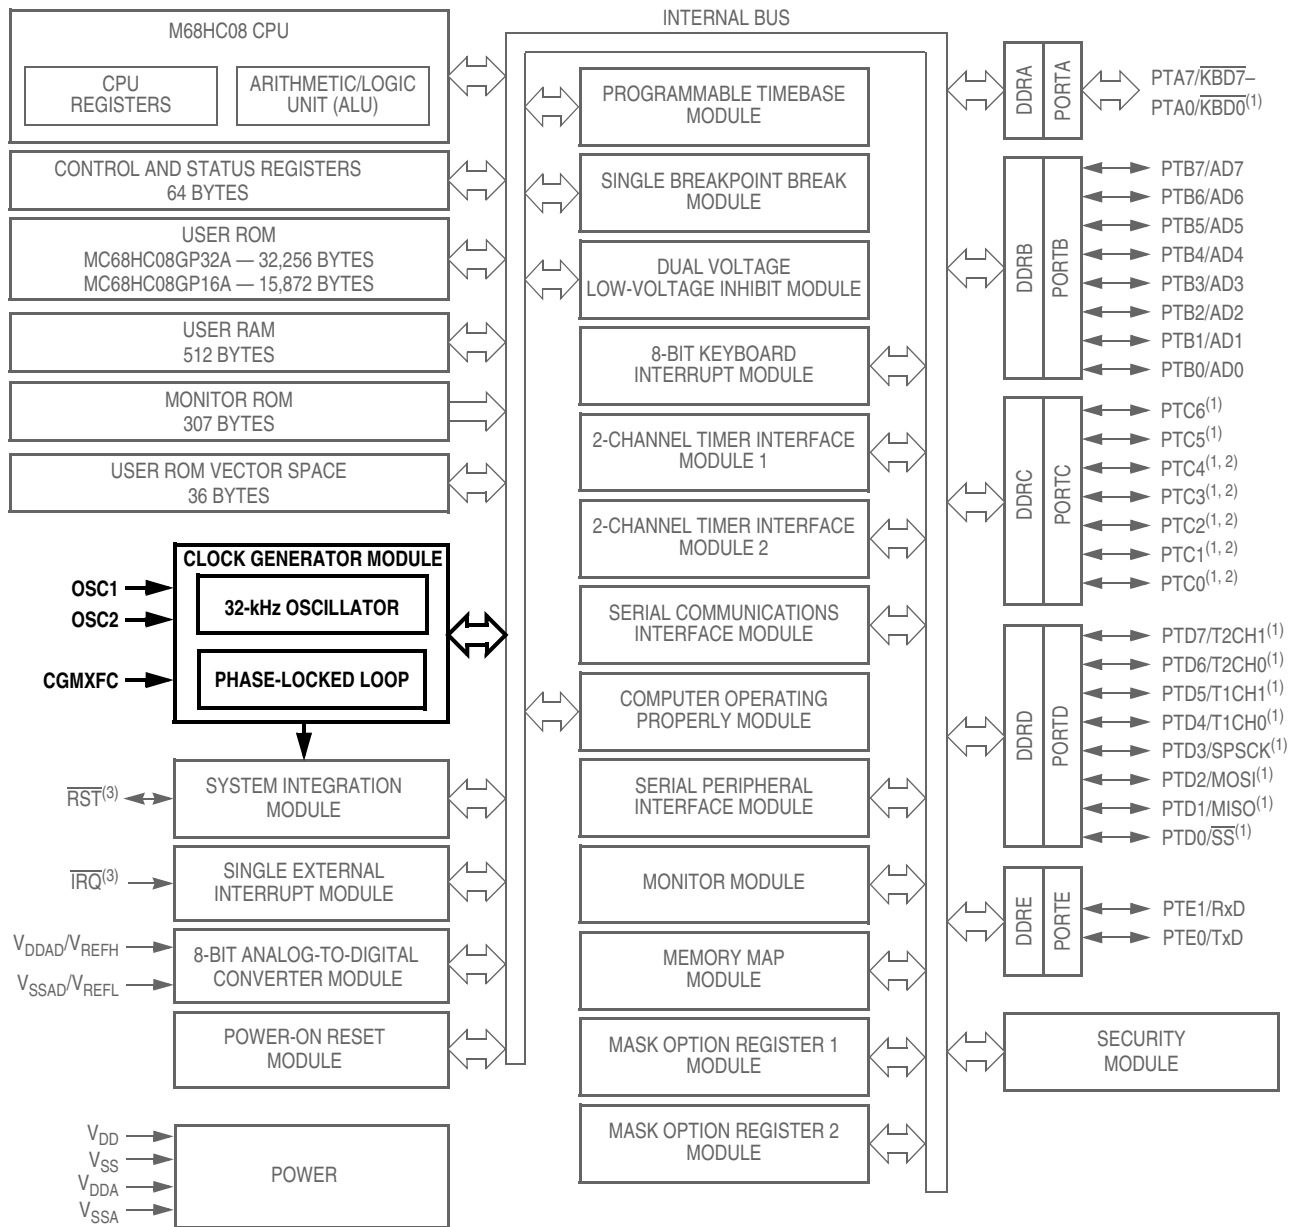 INTERNAL BUS
M68HC08 CPU
CPU
REGISTERS
ARITHMETIC/LOGIC
UNIT (ALU)
CONTROL AND STATUS REGISTERS
64 BYTES
USER ROM
MC68HC08GP32A — 32,256 BYTES
MC68HC08GP16A — 15,872 BYTES
USER RAM
512 BYTES
MONITOR ROM
307 BYTES
USER ROM VECTOR SPACE
36 BYTES
CLOCK GENERATOR MODULE
OSC1
OSC2
32-kHz OSCILLATOR
CGMXFC
PHASE-LOCKED LOOP
R̅S̅T̅(3)
SYSTEM INTEGRATION
MODULE
I̅R̅Q̅(3)
SINGLE EXTERNAL
INTERRUPT MODULE
VDDAD/VREFH
VSSAD/VREFL
8-BIT ANALOG-TO-DIGITAL
CONVERTER MODULE
POWER-ON RESET
MODULE
VDD
VSS
VDDA
VSSA
POWER
PROGRAMMABLE TIMEBASE
MODULE
SINGLE BREAKPOINT BREAK
MODULE
DUAL VOLTAGE
LOW-VOLTAGE INHIBIT MODULE
8-BIT KEYBOARD
INTERRUPT MODULE
2-CHANNEL TIMER INTERFACE
MODULE 1
2-CHANNEL TIMER INTERFACE
MODULE 2
SERIAL COMMUNICATIONS
INTERFACE MODULE
COMPUTER OPERATING
PROPERLY MODULE
SERIAL PERIPHERAL
INTERFACE MODULE
MONITOR MODULE
MEMORY MAP
MODULE
MASK OPTION REGISTER 1
MODULE
MASK OPTION REGISTER 2
MODULE
DDRA
PORTA
PTA7/K̅B̅D̅7̅–
PTA0/K̅B̅D̅0̅(1)
DDRB
PORTB
PTB7/AD7
PTB6/AD6
PTB5/AD5
PTB4/AD4
PTB3/AD3
PTB2/AD2
PTB1/AD1
PTB0/AD0
DDRC
PORTC
PTC6(1)
PTC5(1)
PTC4(1, 2)
PTC3(1, 2)
PTC2(1, 2)
PTC1(1, 2)
PTC0(1, 2)
DDRD
PORTD
PTD7/T2CH1(1)
PTD6/T2CH0(1)
PTD5/T1CH1(1)
PTD4/T1CH0(1)
PTD3/SPSCK(1)
PTD2/MOSI(1)
PTD1/MISO(1)
PTD0/S̅S̅(1)
DDRE
PORTE
PTE1/RxD
PTE0/TxD
SECURITY
MODULE